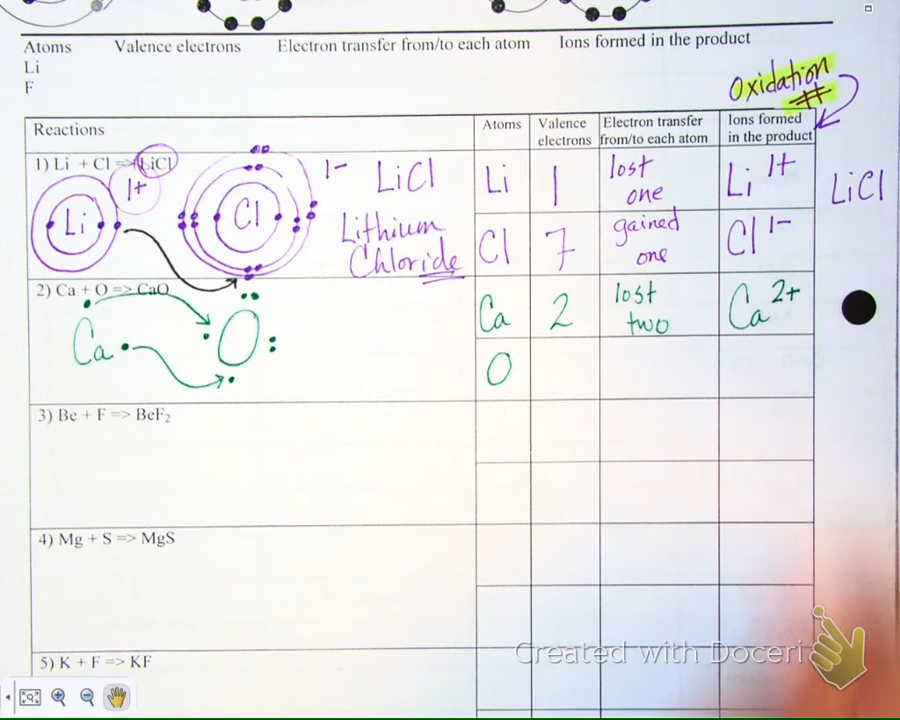 Atoms Valence electrons Electron transfer from/to each atom Ions formed in the product
Li
F
Oxidation
#
Reactions Atoms Valence electrons Electron transfer from/to each atom Ions formed in the product
1) Li + Cl => LiCl
1+
Li
Cl
1-
LiCl
Lithium
Chloride
Li 1 lost one Li 1+
LiCl
Cl 7 gained one Cl 1-
2) Ca + O => CaO
Ca
O
Ca 2 lost two Ca 2+
O
3) Be + F => BeF₂
4) Mg + S => MgS
5) K + F => KF
Created with Doceri